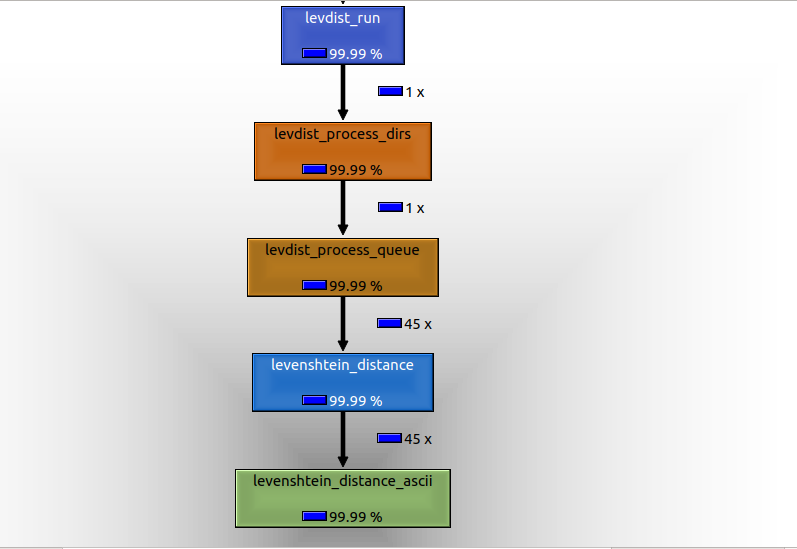 levdist_run
99.99 %
1 x
levdist_process_dirs
99.99 %
1 x
levdist_process_queue
99.99 %
45 x
levenshtein_distance
99.99 %
45 x
levenshtein_distance_ascii
99.99 %